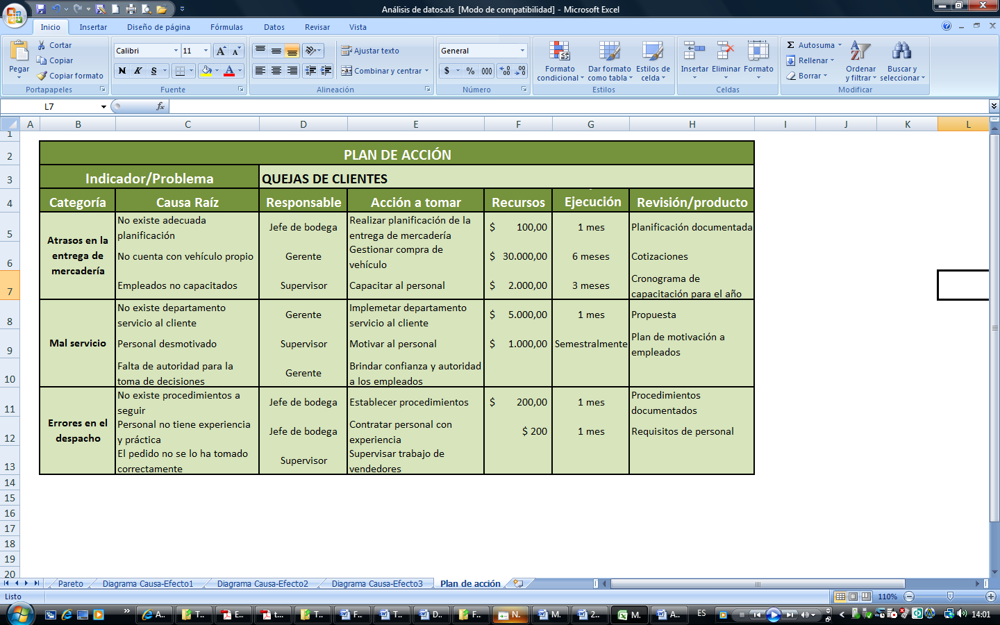 Análisis de datos.xls [Modo de compatibilidad] - Microsoft Excel
Inicio Insertar Diseño de página Fórmulas Datos Revisar Vista
Pegar
Cortar
Copiar
Copiar formato
Portapapeles
Calibri 11
N K S
Fuente
Ajustar texto
Combinar y centrar
Alineación
General
$ % 000
Número
Formato condicional
Dar formato como tabla
Estilos de celda
Estilos
Insertar Eliminar Formato
Celdas
Autosuma
Rellenar
Borrar
Ordenar y filtrar
Buscar y seleccionar
Modificar
L7 fx
A B C D E F G H I J K L
1
2 PLAN DE ACCIÓN
3 Indicador/Problema QUEJAS DE CLIENTES
4 Categoría Causa Raíz Responsable Acción a tomar Recursos Ejecución Revisión/producto
Atrasos en la entrega de mercadería
5 No existe adecuada planificación Jefe de bodega Realizar planificación de la entrega de mercadería $ 100,00 1 mes Planificación documentada
6 No cuenta con vehículo propio Gerente Gestionar compra de vehículo $ 30.000,00 6 meses Cotizaciones
7 Empleados no capacitados Supervisor Capacitar al personal $ 2.000,00 3 meses Cronograma de capacitación para el año
Mal servicio
8 No existe departamento servicio al cliente Gerente Implemetar departamento servicio al cliente $ 5.000,00 1 mes Propuesta
9 Personal desmotivado Supervisor Motivar al personal $ 1.000,00 Semestralmente Plan de motivación a empleados
10 Falta de autoridad para la toma de decisiones Gerente Brindar confianza y autoridad a los empleados
Errores en el despacho
11 No existe procedimientos a seguir Jefe de bodega Establecer procedimientos $ 200,00 1 mes Procedimientos documentados
12 Personal no tiene experiencia y práctica Jefe de bodega Contratar personal con experiencia $ 200 1 mes Requisitos de personal
13 El pedido no se lo ha tomado correctamente Supervisor Supervisar trabajo de vendedores
14
15
16
17
18
19
20
Pareto Diagrama Causa-Efecto1 Diagrama Causa-Efecto2 Diagrama Causa-Efecto3 Plan de acción
Listo 110%
A.. T.. E.. t... T.. F... T.. D.. F.. N. M. 2.. M. A.. ES 14:01